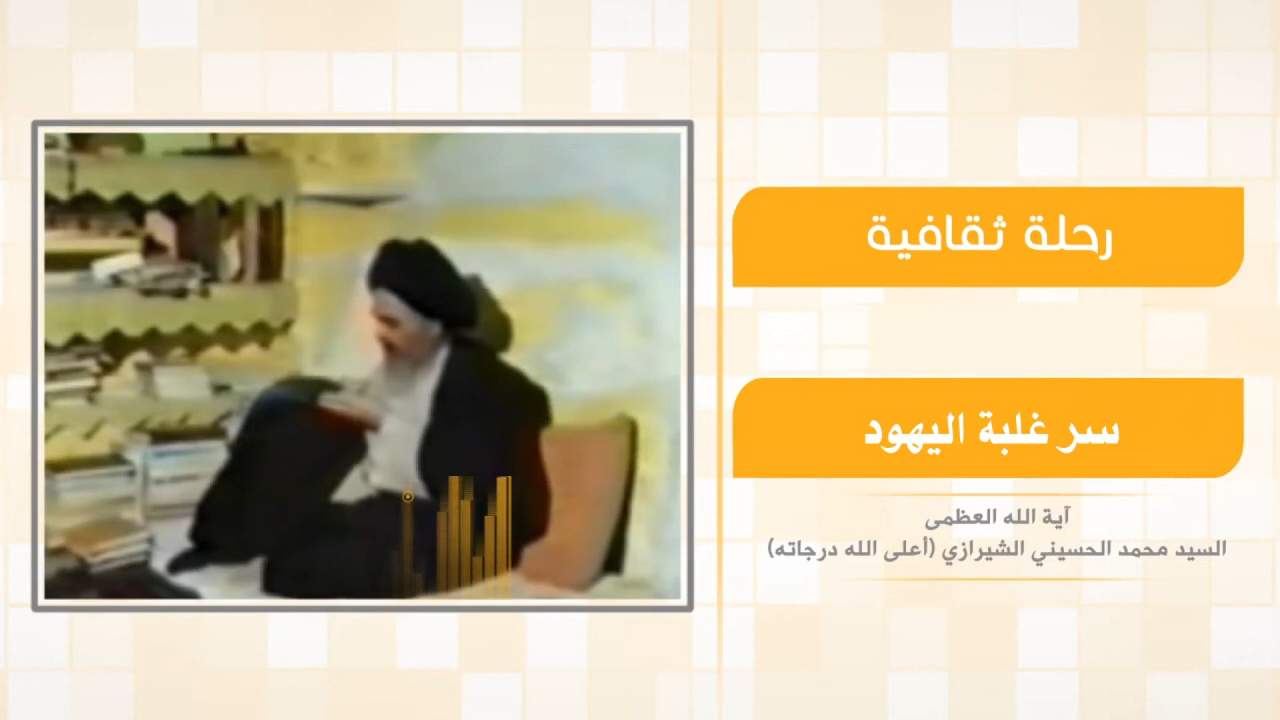 رحلة ثقافية
سر غلبة اليهود
آية الله العظمى
السيد محمد الحسيني الشيرازي (أعلى الله درجاته)